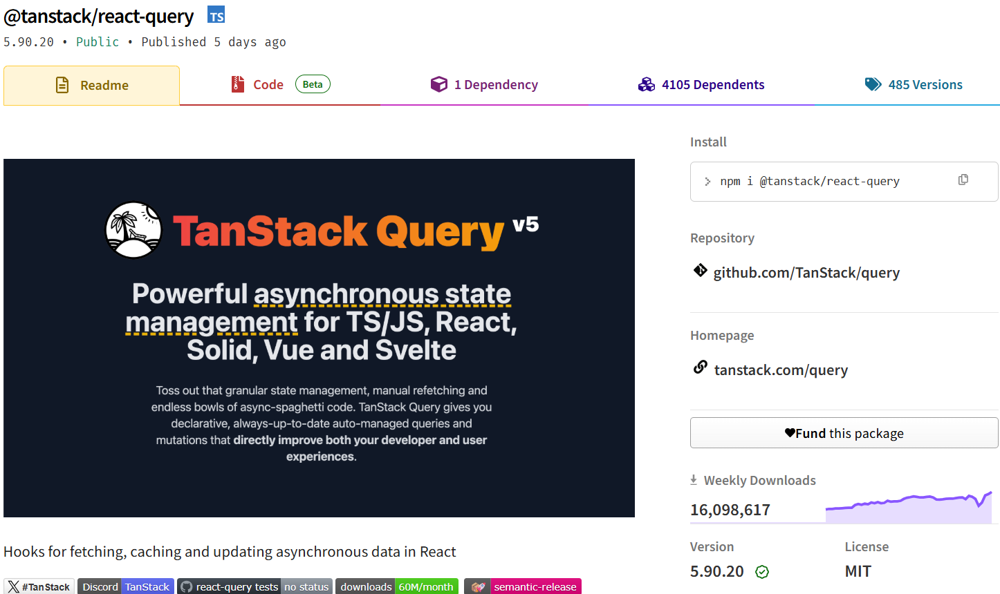 @tanstack/react-query TS
5.90.20 • Public • Published 5 days ago
Readme
Code Beta
1 Dependency
4105 Dependents
485 Versions
TanStack Query v5
Powerful asynchronous state
management for TS/JS, React,
Solid, Vue and Svelte
Toss out that granular state management, manual refetching and
endless bowls of async-spaghetti code. TanStack Query gives you
declarative, always-up-to-date auto-managed queries and
mutations that directly improve both your developer and user
experiences.
Hooks for fetching, caching and updating asynchronous data in React
#TanStack
Discord TanStack
react-query tests no status
downloads 60M/month
semantic-release
Install
npm i @tanstack/react-query
Repository
github.com/TanStack/query
Homepage
tanstack.com/query
Fund this package
Weekly Downloads
16,098,617
Version
5.90.20
License
MIT